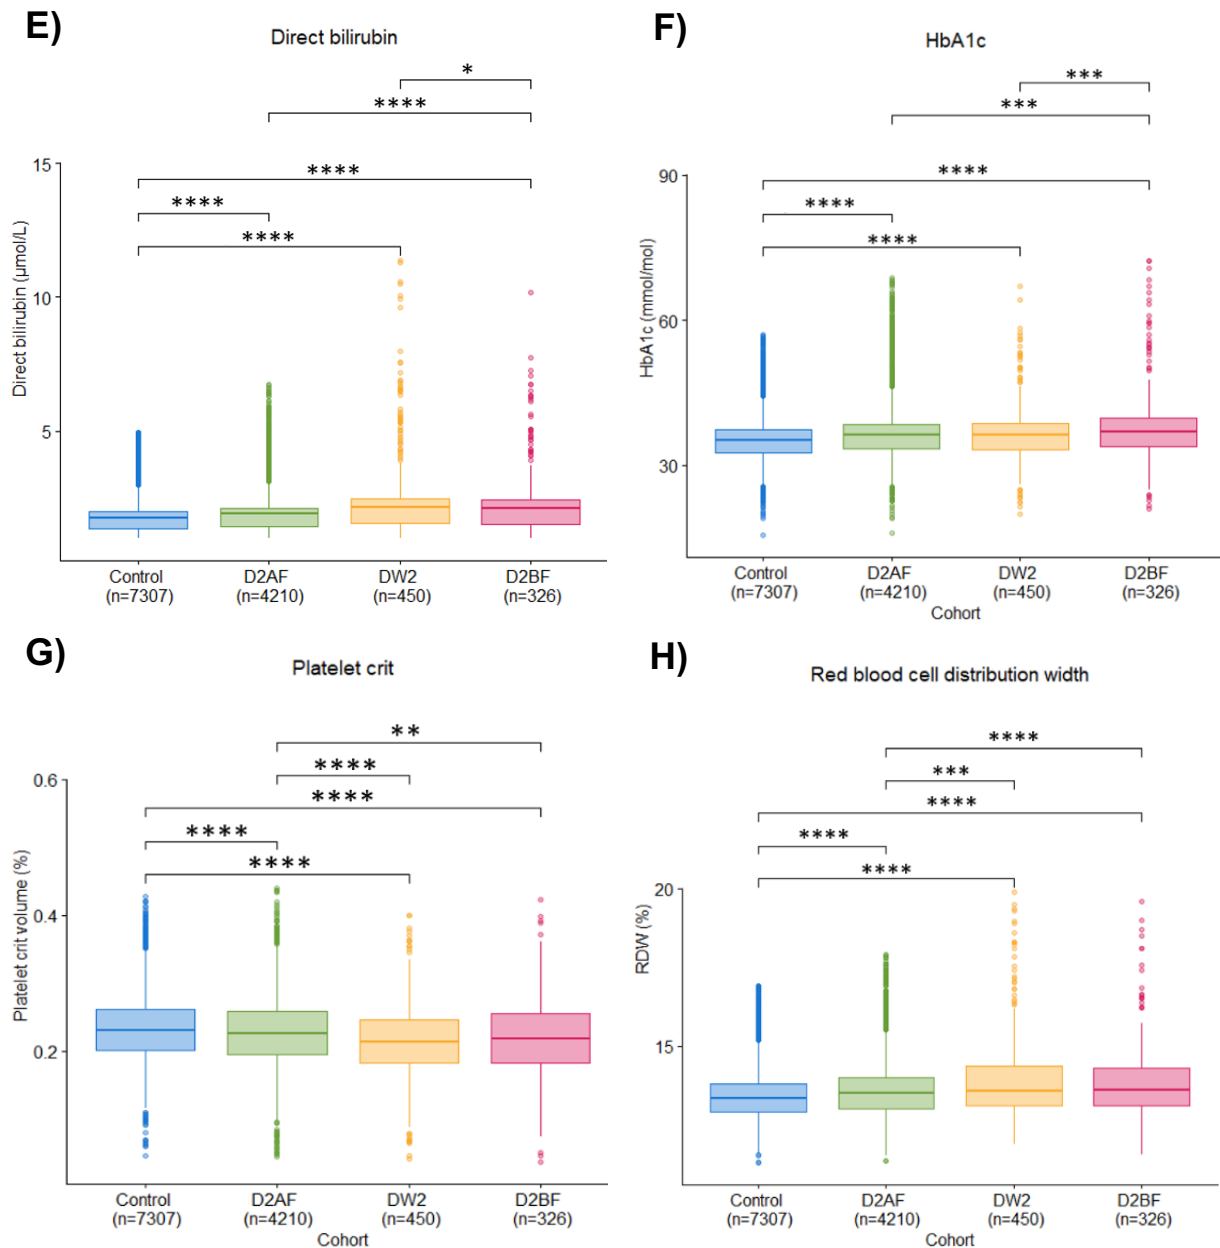 E)
Direct bilirubin
*
****
****
****
****
15
10
5
Direct bilirubin (µmol/L)
Control
(n=7307)
D2AF
(n=4210)
DW2
(n=450)
D2BF
(n=326)
F)
HbA1c
***
***
****
****
****
90
60
30
HbA1c (mmol/mol)
Control
(n=7307)
D2AF
(n=4210)
DW2
(n=450)
D2BF
(n=326)
Cohort
G)
Platelet crit
**
****
****
****
****
0.6
0.4
0.2
Platelet crit volume (%)
Control
(n=7307)
D2AF
(n=4210)
DW2
(n=450)
D2BF
(n=326)
Cohort
H)
Red blood cell distribution width
****
***
****
****
****
20
15
RDW (%)
Control
(n=7307)
D2AF
(n=4210)
DW2
(n=450)
D2BF
(n=326)
Cohort